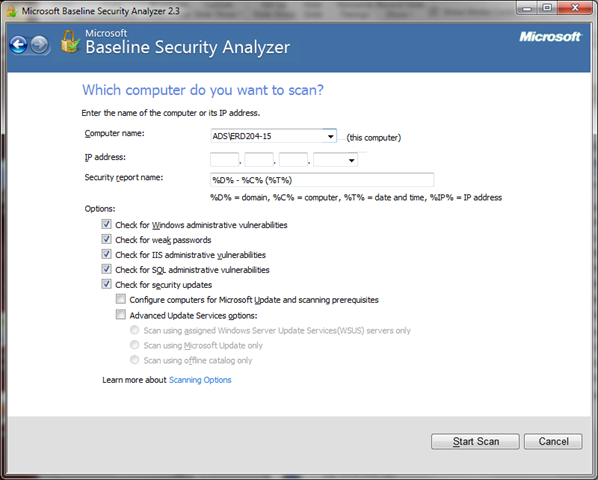 Microsoft Baseline Security Analyzer 2.3
Microsoft
Baseline Security Analyzer
Microsoft
Which computer do you want to scan?
Enter the name of the computer or its IP address.
Computer name: ADS\ERD204-15 (this computer)
IP address: . . .
Security report name: %D% - %C% (%T%)
%D% = domain, %C% = computer, %T% = date and time, %IP% = IP address
Options:
Check for Windows administrative vulnerabilities
Check for weak passwords
Check for IIS administrative vulnerabilities
Check for SQL administrative vulnerabilities
Check for security updates
Configure computers for Microsoft Update and scanning prerequisites
Advanced Update Services options:
Scan using assigned Windows Server Update Services(WSUS) servers only
Scan using Microsoft Update only
Scan using offline catalog only
Learn more about Scanning Options
Start Scan Cancel